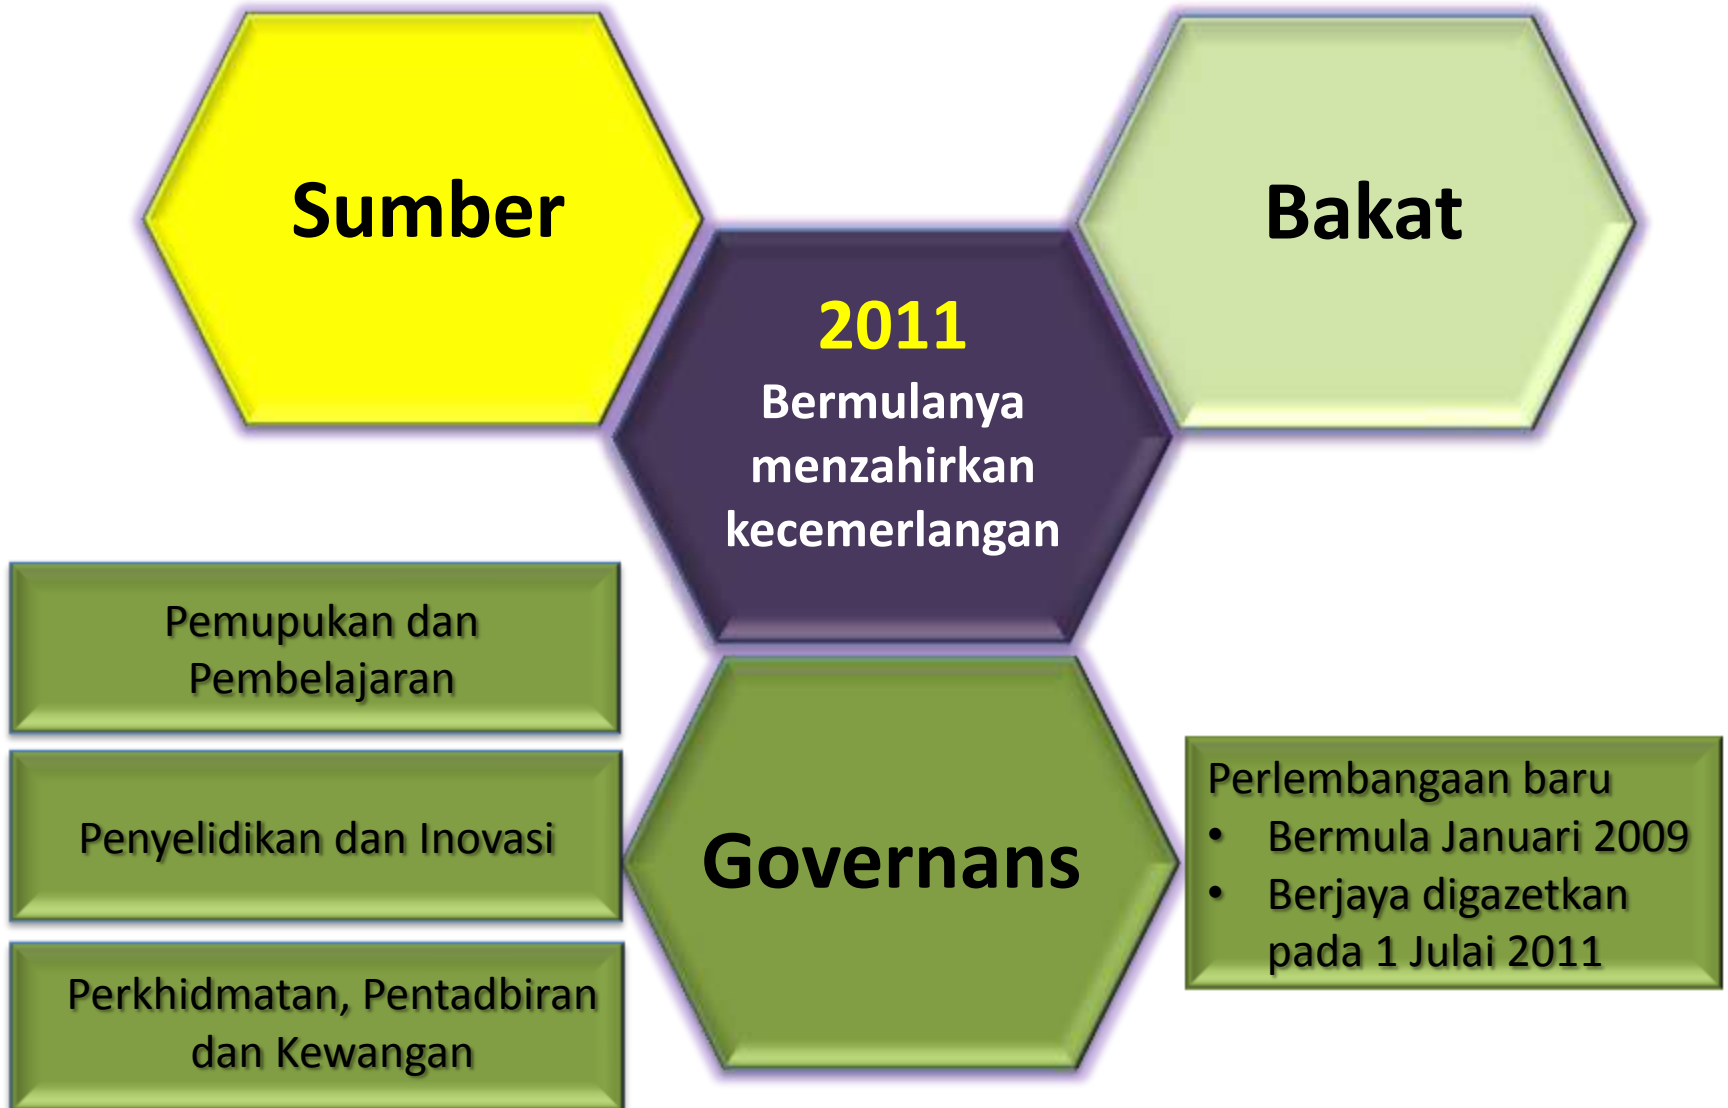 Sumber
Bakat
2011
Bermulanya
menzahirkan
kecemerlangan
Pemupukan dan
Pembelajaran
Penyelidikan dan Inovasi
Perkhidmatan, Pentadbiran
dan Kewangan
Governans
Perlembangaan baru
• Bermula Januari 2009
• Berjaya digazetkan
pada 1 Julai 2011